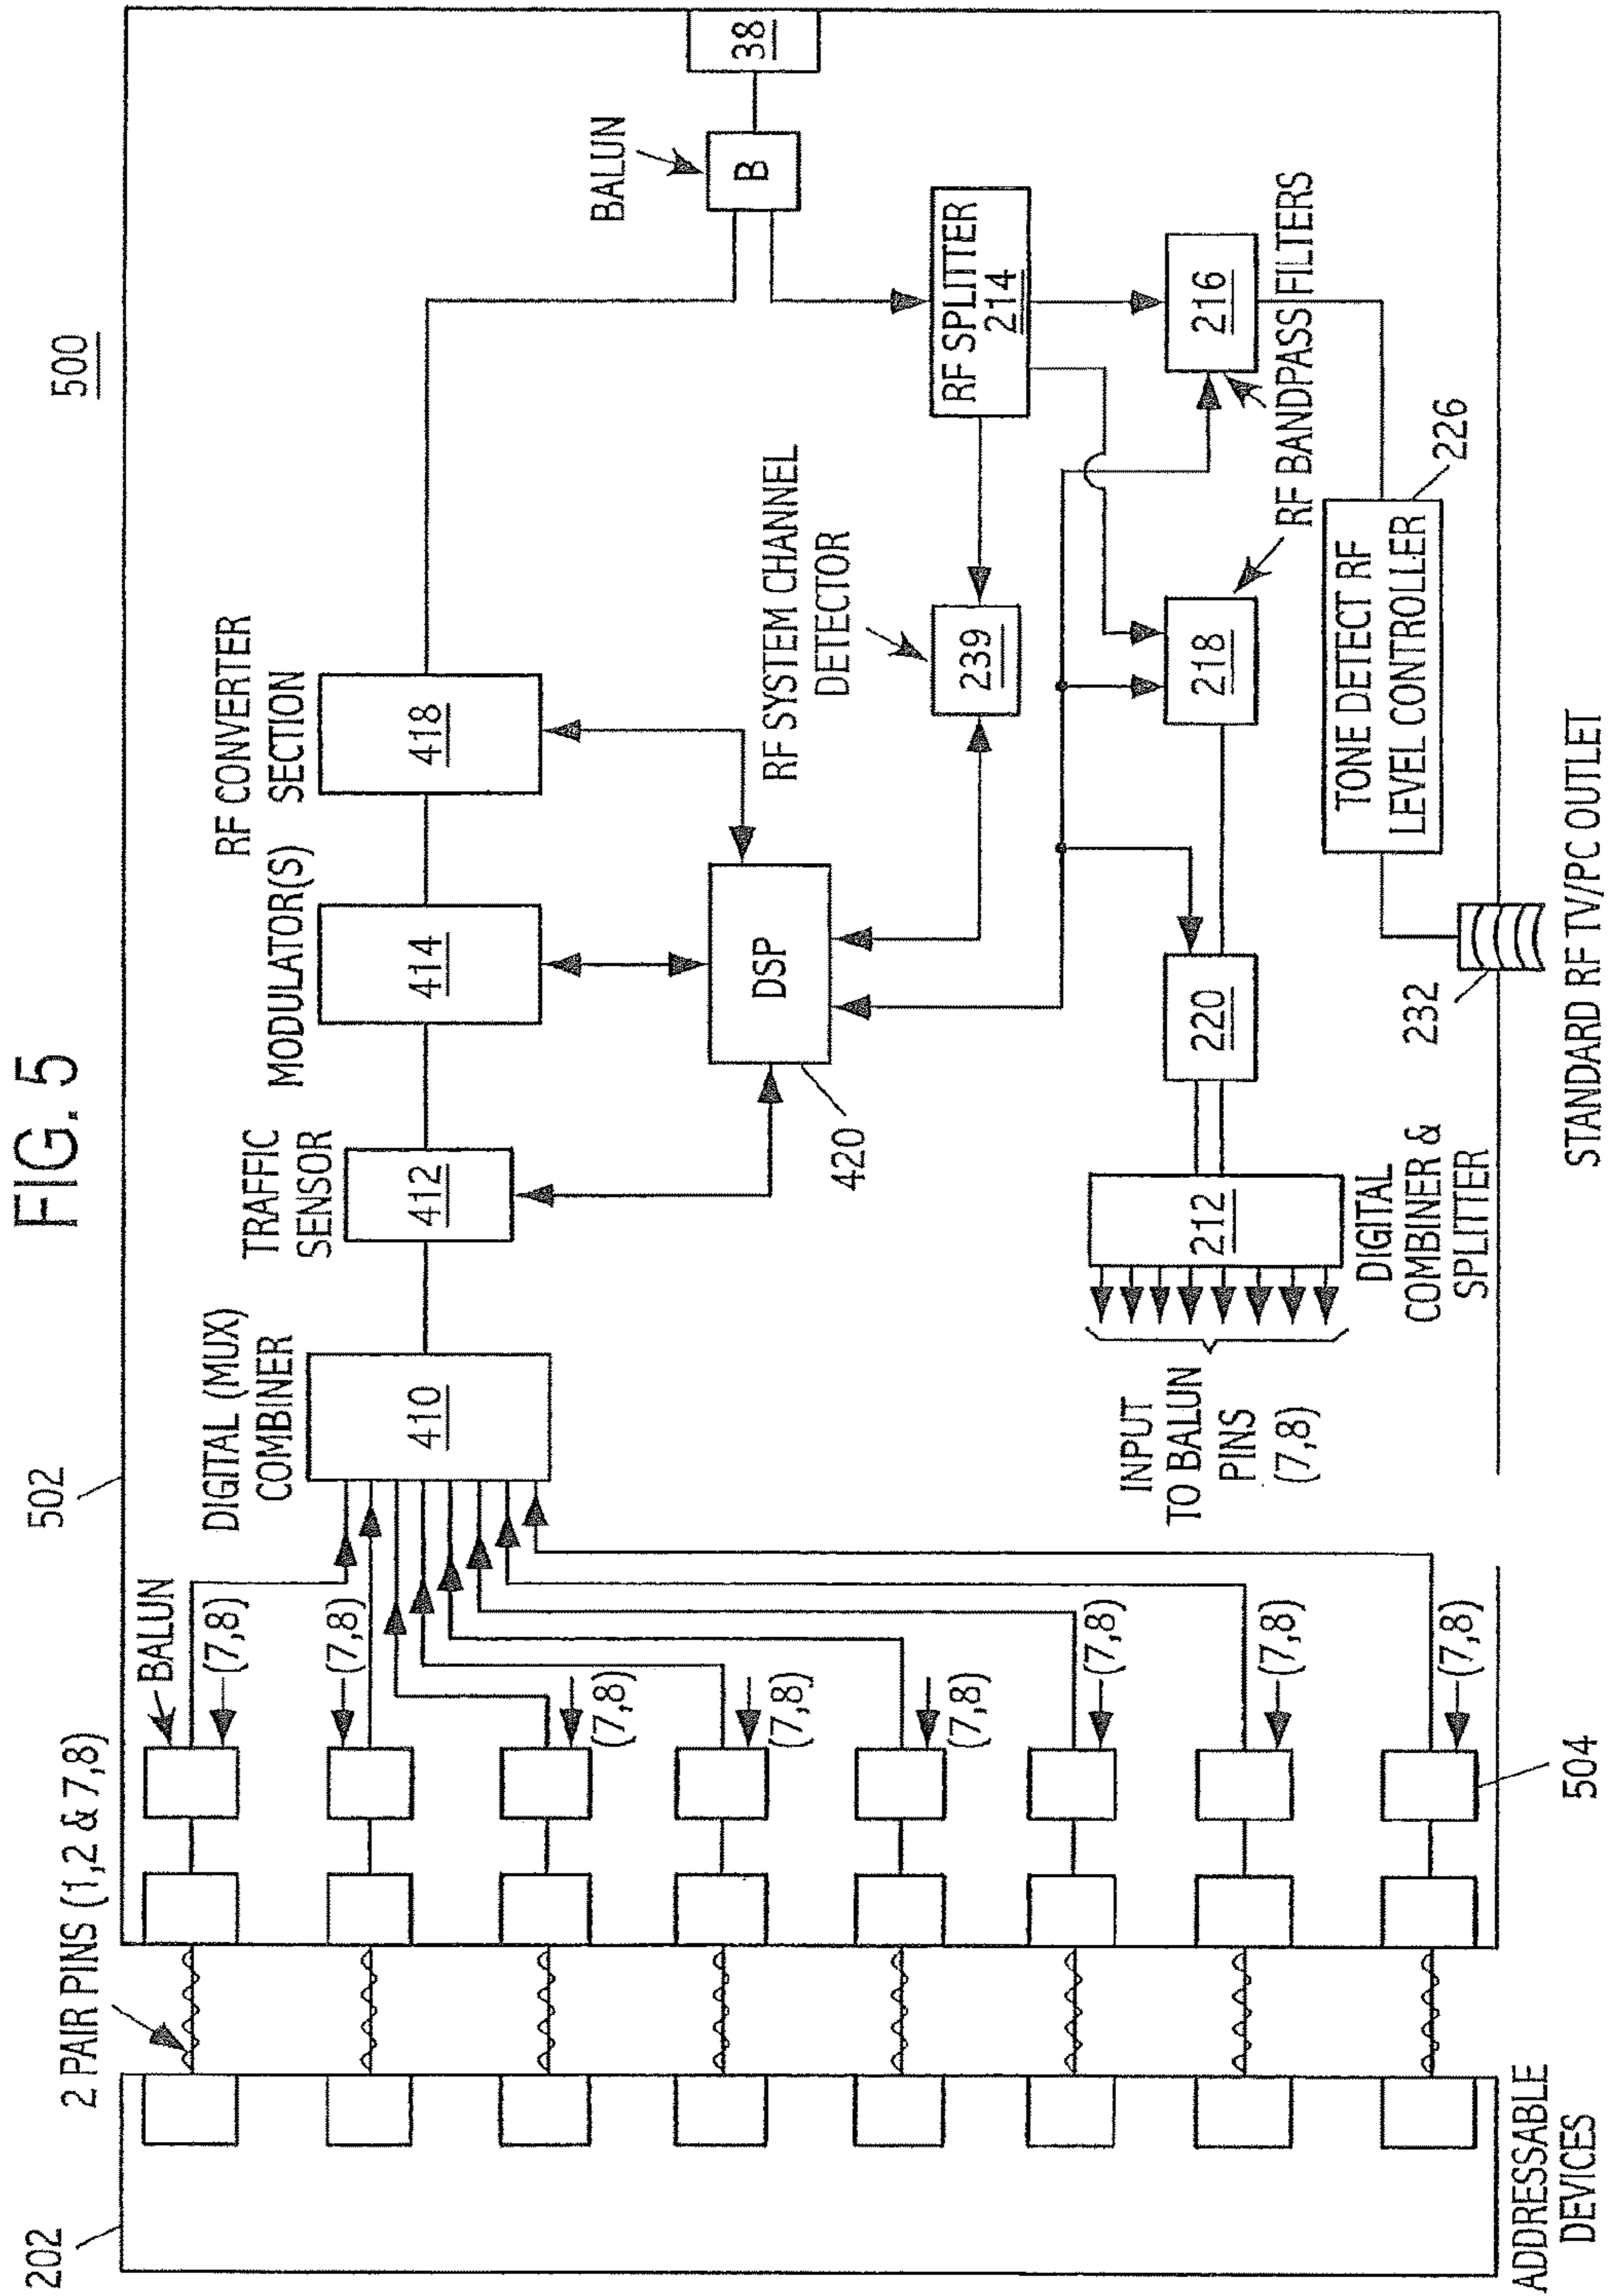 FIG. 5
500
502
202
2 PAIR PINS (1,2 & 7,8)
BALUN
(7,8)
(7,8)
(7,8)
(7,8)
(7,8)
(7,8)
(7,8)
(7,8)
504
ADDRESSABLE
DEVICES
DIGITAL (MUX)
COMBINER
410
TRAFFIC
SENSOR
412
MODULATOR(S)
414
RF CONVERTER
SECTION
418
BALUN
B
38
DSP
420
RF SYSTEM CHANNEL
DETECTOR
239
RF SPLITTER
214
216
218
RF BANDPASS FILTERS
220
212
DIGITAL
COMBINER &
SPLITTER
INPUT
TO BALUN
PINS
(7,8)
TONE DETECT RF
LEVEL CONTROLLER
226
232
STANDARD RF TV/PC OUTLET